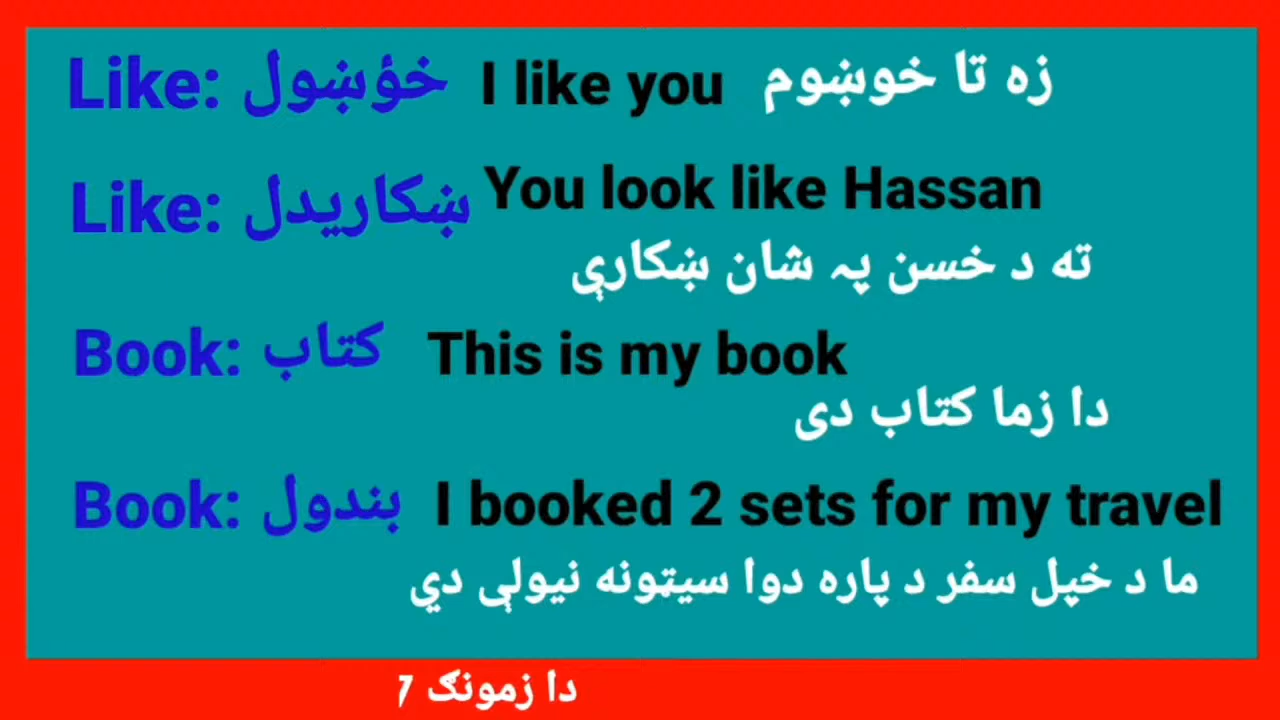 Like: خؤښول I like you زه تا خوښوم
Like: ښکاریدل You look like Hassan
ته د خسن په شان ښکارې
Book: کتاب This is my book
دا زما کتاب دی
Book: بندول I booked 2 sets for my travel
ما د خپل سفر د پاره دوا سیټونه نیولې دي
دا زمونګ 7